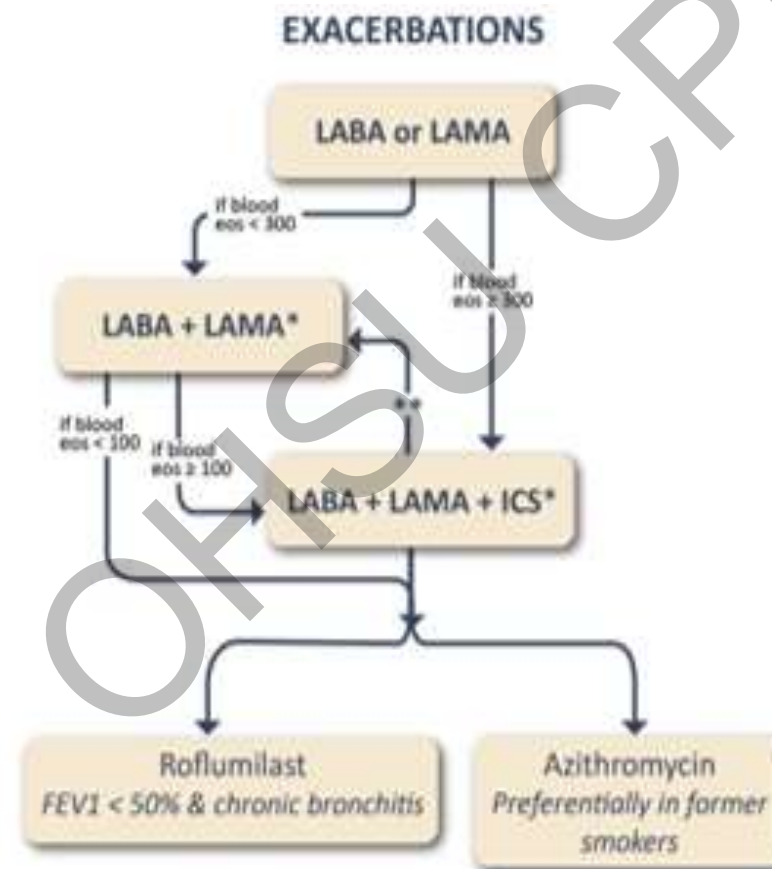 EXACERBATIONS
LABA or LAMA
if blood
eos < 300
if blood
eos ≥ 300
LABA + LAMA*
**
if blood
eos < 100
if blood
eos ≥ 100
LABA + LAMA + ICS*
Roflumilast
FEV1 < 50% & chronic bronchitis
Azithromycin
Preferentially in former
smokers
OHSU CP